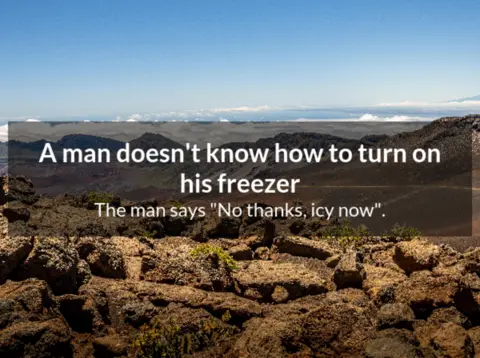 A man doesn't know how to turn on
his freezer
The man says "No thanks, icy now".